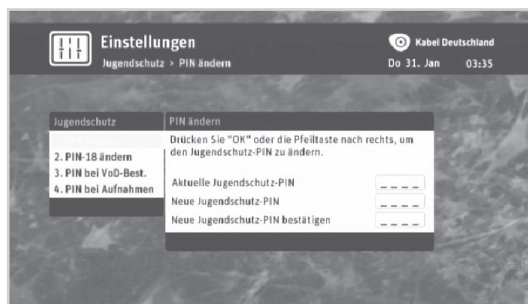 Einstellungen
Jugendschutz > PIN ändern
Kabel Deutschland
Do 31. Jan 03:35
Jugendschutz
2. PIN-18 ändern
3. PIN bei VoD-Best.
4. PIN bei Aufnahmen
PIN ändern
Drücken Sie "OK" oder die Pfeiltaste nach rechts, um
den Jugendschutz-PIN zu ändern.
Aktuelle Jugendschutz-PIN _ _ _ _
Neue Jugendschutz-PIN _ _ _ _
Neue Jugendschutz-PIN bestätigen _ _ _ _